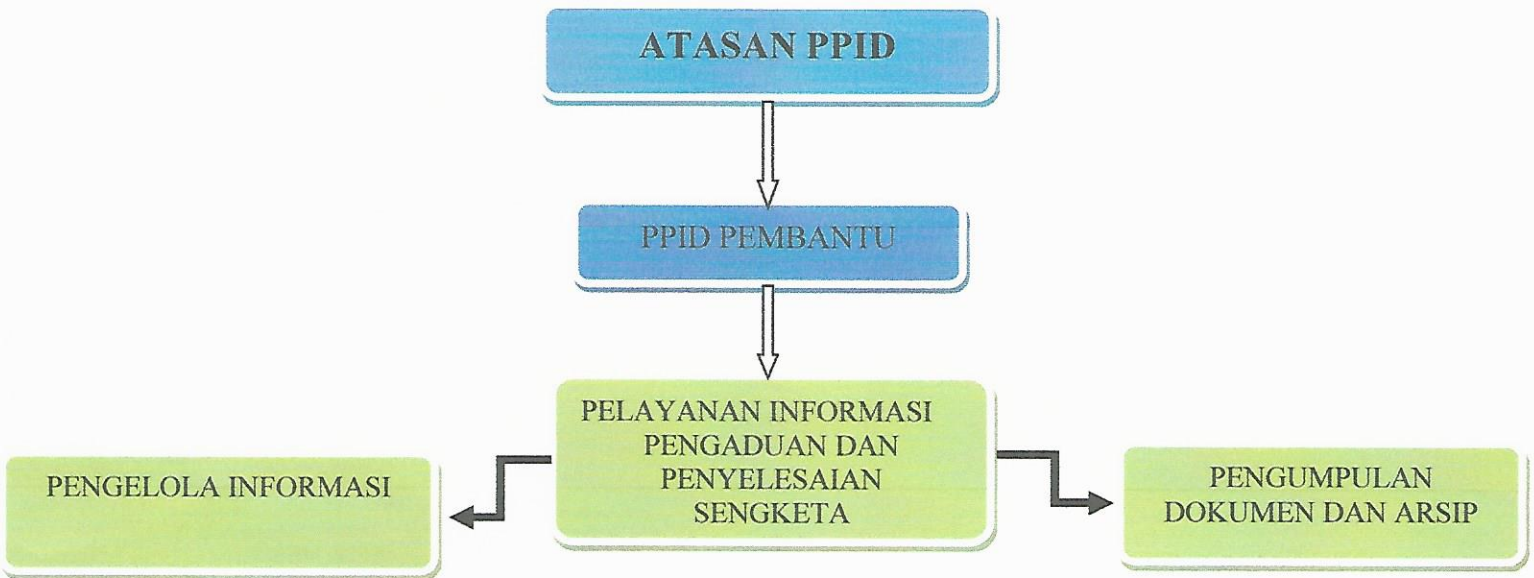 ATASAN PPID
PPID PEMBANTU
PELAYANAN INFORMASI
PENGADUAN DAN
PENYELESAIAN
SENGKETA
PENGELOLA INFORMASI
PENGUMPULAN
DOKUMEN DAN ARSIP